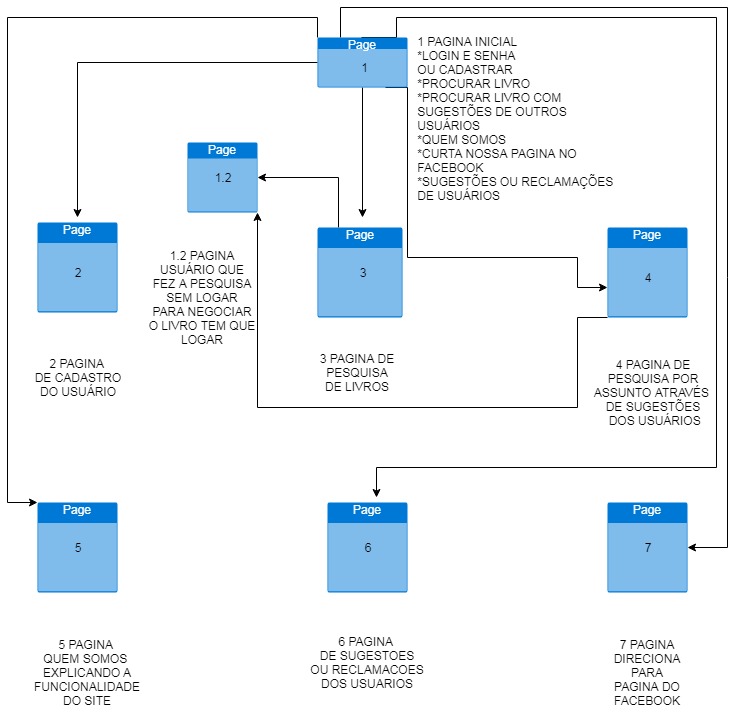 Page
1
1 PAGINA INICIAL
*LOGIN E SENHA
OU CADASTRAR
*PROCURAR LIVRO
*PROCURAR LIVRO COM
SUGESTÕES DE OUTROS
USUÁRIOS
*QUEM SOMOS
*CURTA NOSSA PAGINA NO
FACEBOOK
*SUGESTÕES OU RECLAMAÇÕES
DE USUÁRIOS
Page
1.2
1.2 PAGINA
USUÁRIO QUE
FEZ A PESQUISA
SEM LOGAR
PARA NEGOCIAR
O LIVRO TEM QUE
LOGAR
Page
2
2 PAGINA
DE CADASTRO
DO USUÁRIO
Page
3
3 PAGINA DE
PESQUISA
DE LIVROS
Page
4
4 PAGINA DE
PESQUISA POR
ASSUNTO ATRAVÉS
DE SUGESTÕES
DOS USUÁRIOS
Page
5
5 PAGINA
QUEM SOMOS
EXPLICANDO A
FUNCIONALIDADE
DO SITE
Page
6
6 PAGINA
DE SUGESTOES
OU RECLAMACOES
DOS USUARIOS
Page
7
7 PAGINA
DIRECIONA
PARA
PAGINA DO
FACEBOOK